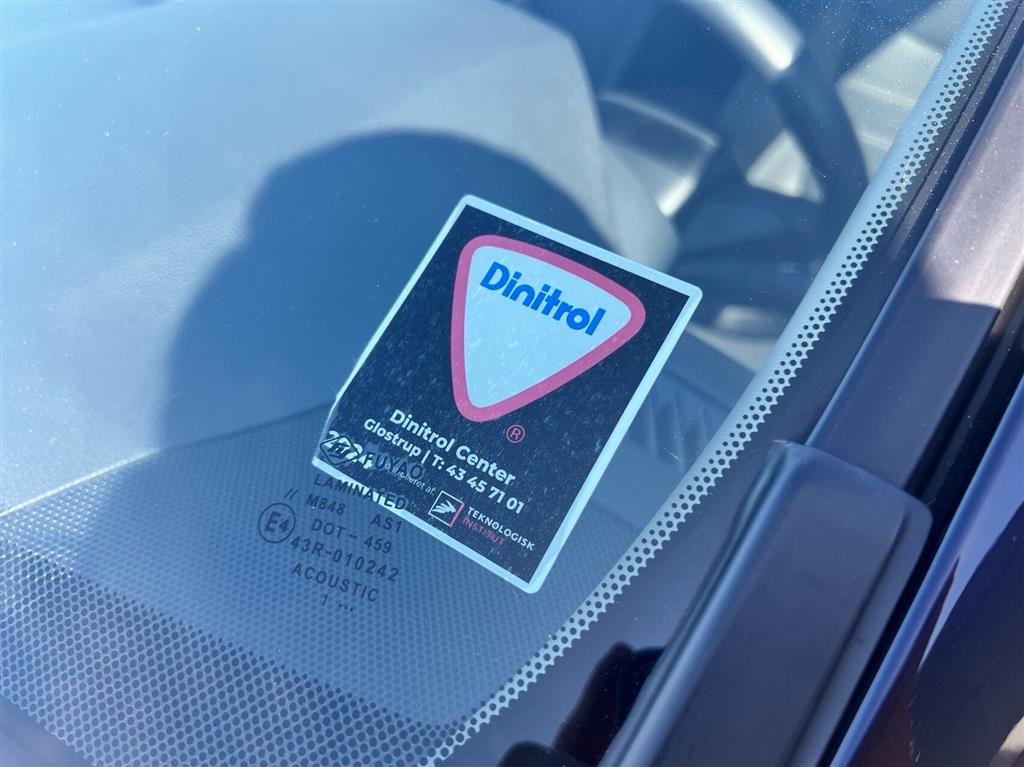 Dinitrol
®
Dinitrol Center
Glostrup | T: 43 45 71 01
TEKNOLOGISK
INSTITUT
FUYAO
LAMINATED
// M848 AS1
E4 DOT-459
43R-010242
ACOUSTIC
1 ...